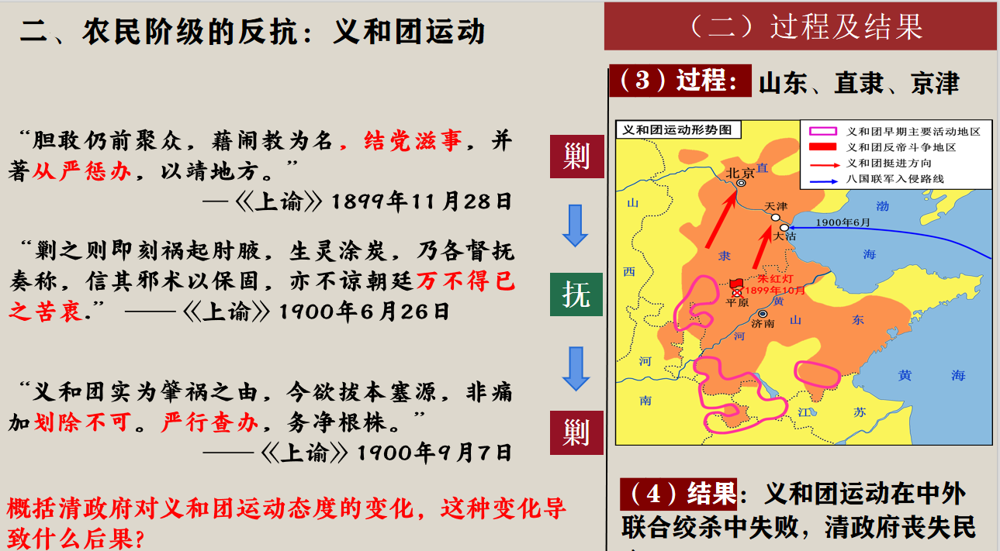 二、农民阶级的反抗：义和团运动
“胆敢仍前聚众，藉闹教为名，结党滋事，并
著从严惩办，以靖地方。”
—《上谕》1899年11月28日
剿
“剿之则即刻祸起肘腋，生灵涂炭，乃各督抚
奏称，信其邪术以保固，亦不谅朝廷万不得已
之苦衷.” ——《上谕》1900年6月26日
抚
“义和团实为肇祸之由，今欲拔本塞源，非痛
加划除不可。严行查办，务净根株。”
——《上谕》1900年9月7日
剿
概括清政府对义和团运动态度的变化，这种变化导
致什么后果？
（二）过程及结果
（3）过程： 山东、直隶、京津
义和团运动形势图
义和团早期主要活动地区
义和团反帝斗争地区
义和团挺进方向
八国联军入侵路线
北京
直
山
天津
渤
1900年6月
大沽
隶
海
西
朱红灯
1899年10月
平原
黄
济南
山
东
河
河
黄
海
南
江
苏
（4）结果：义和团运动在中外
联合绞杀中失败，清政府丧失民